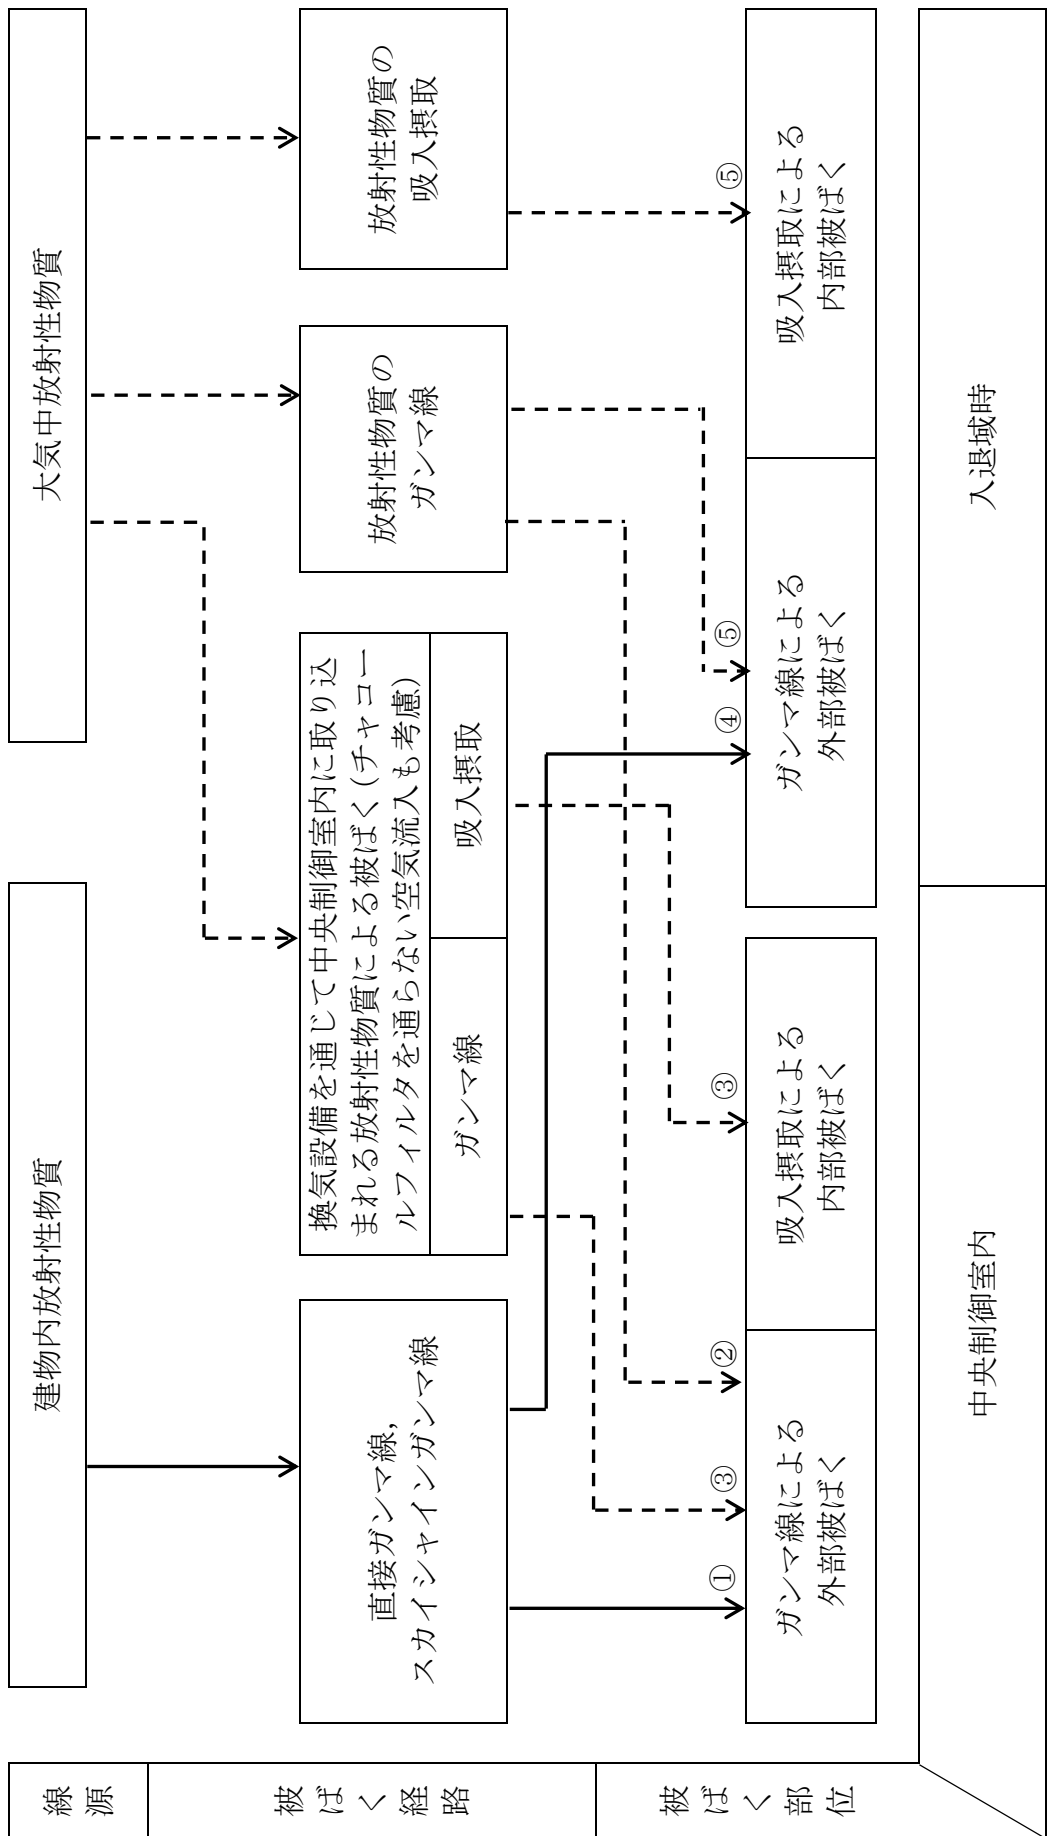 線源
被ばく経路
被ばく部位
建物内放射性物質
大気中放射性物質
直接ガンマ線,
スカイシャインガンマ線
換気設備を通じて中央制御室内に取り込
まれる放射性物質による被ばく(チャコー
ルフィルタを通らない空気流入も考慮)
ガンマ線
吸入摂取
放射性物質の
ガンマ線
放射性物質の
吸入摂取
①
③
②
③
④
⑤
⑤
ガンマ線による
外部被ばく
吸入摂取による
内部被ばく
ガンマ線による
外部被ばく
吸入摂取による
内部被ばく
中央制御室内
入退域時